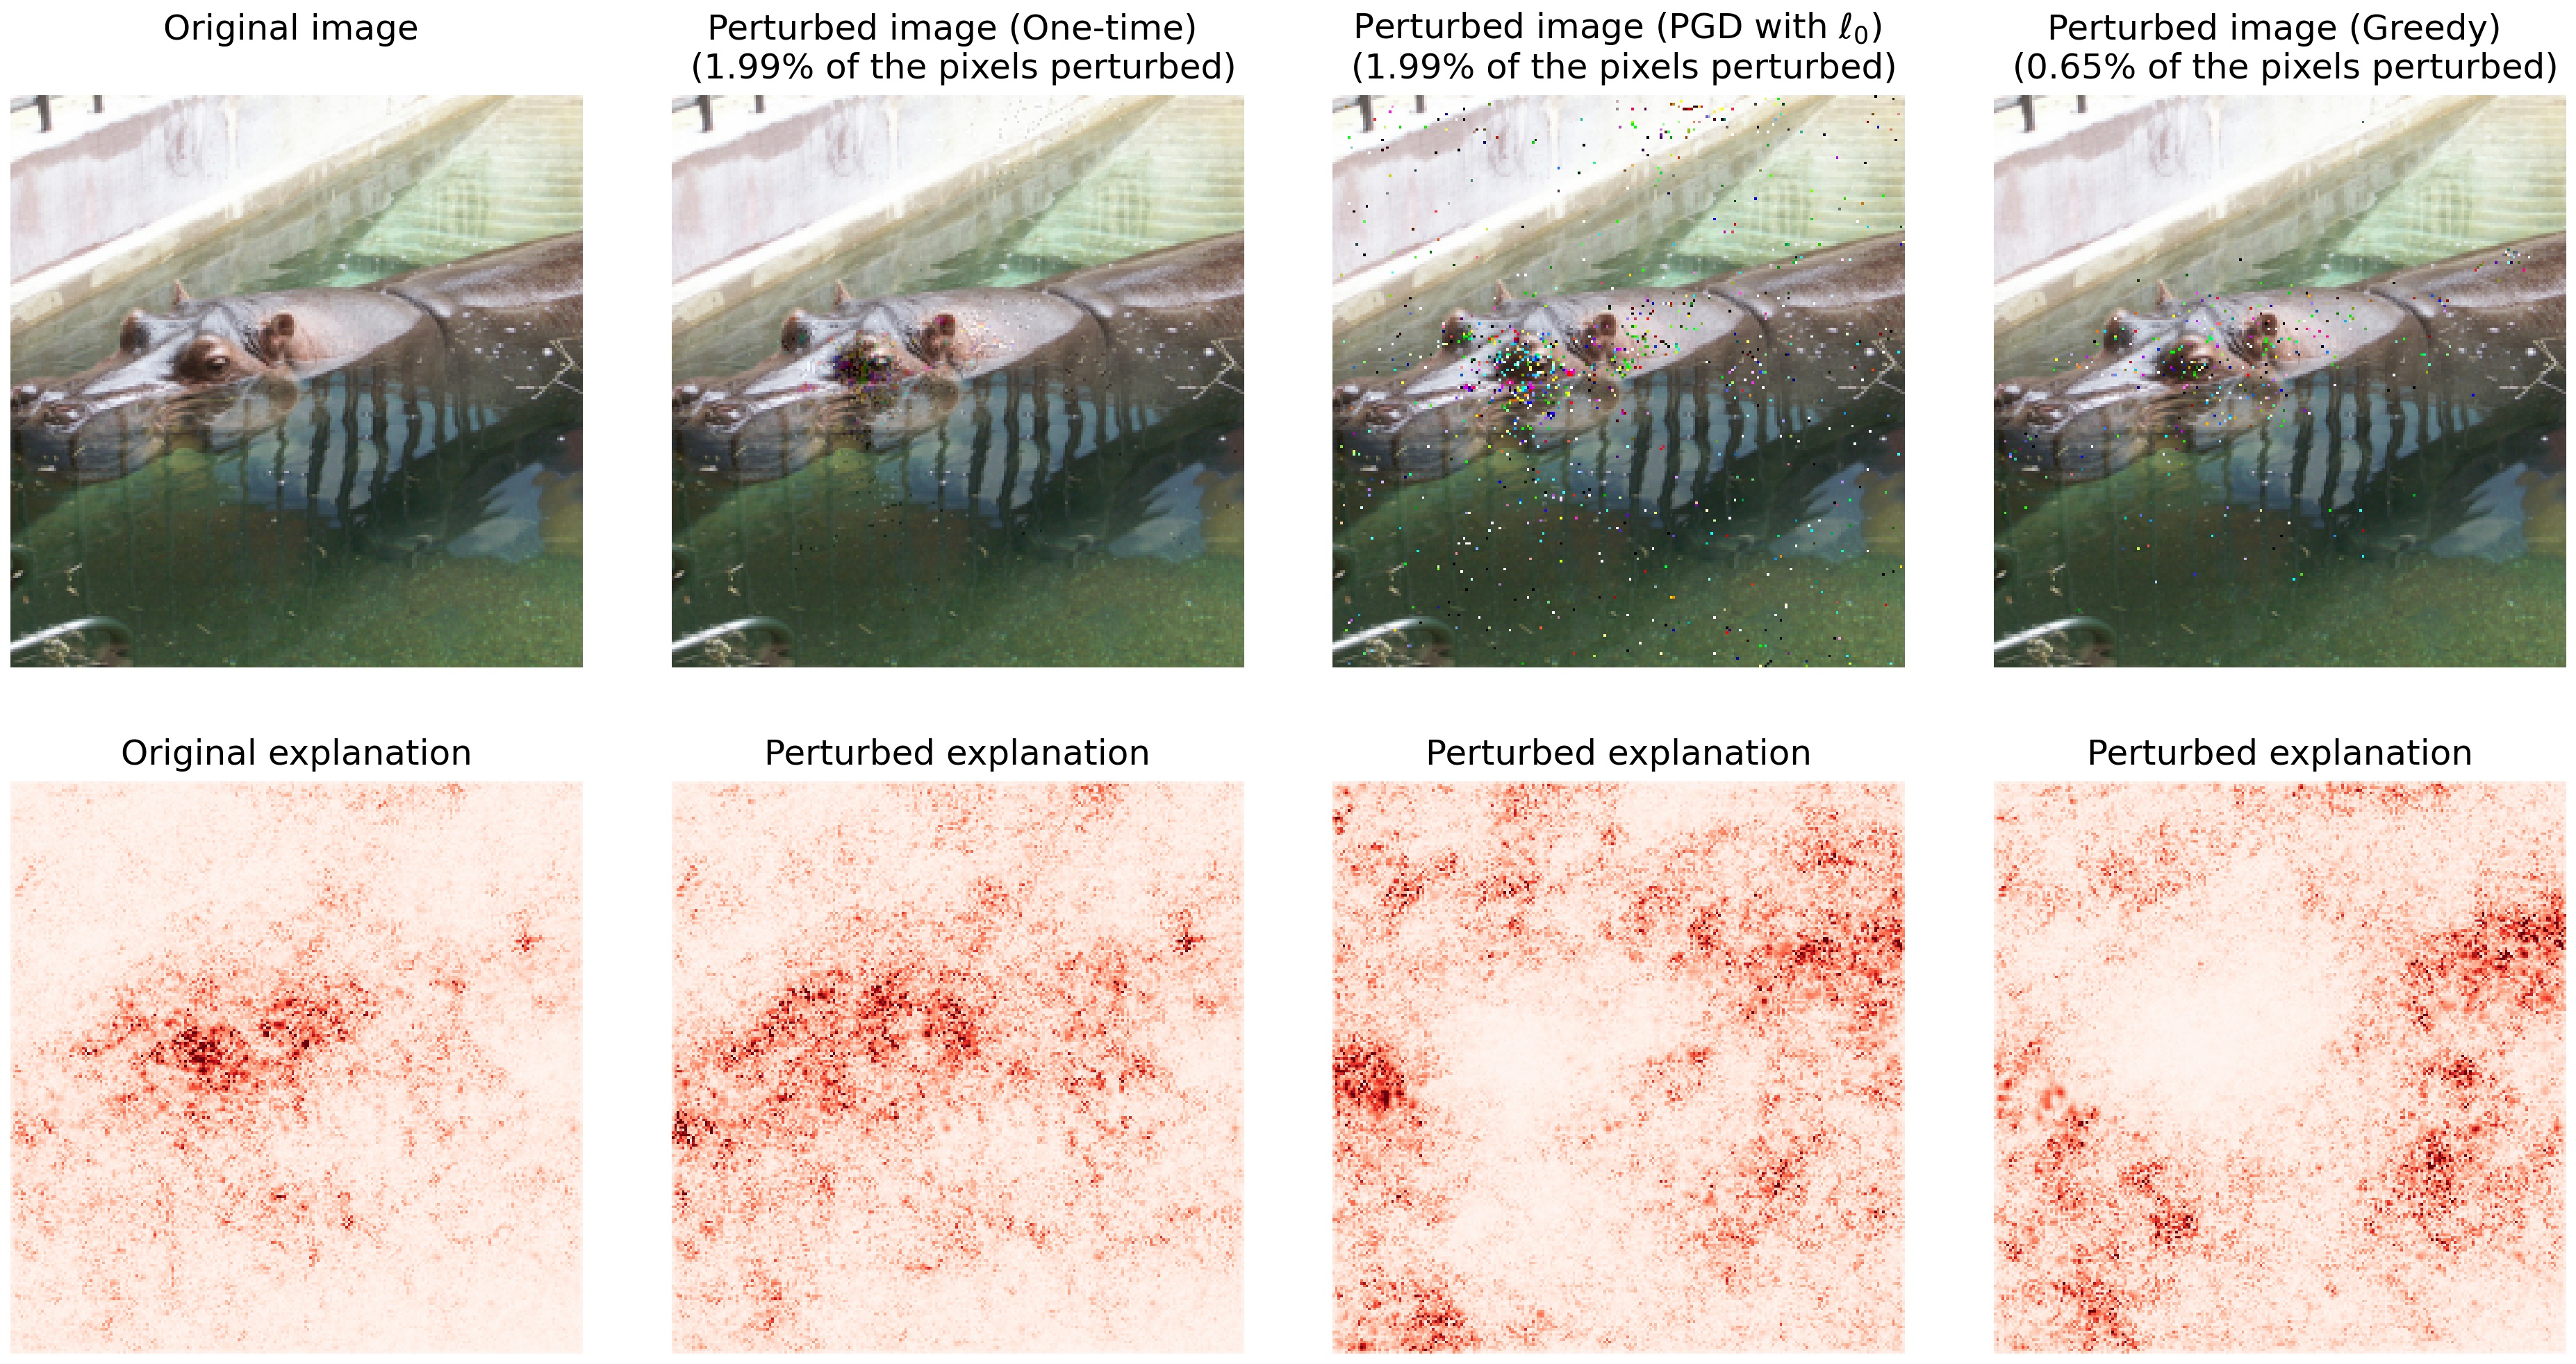 Original image
Perturbed image (One-time)
(1.99% of the pixels perturbed)
Perturbed image (PGD with ℓ₀)
(1.99% of the pixels perturbed)
Perturbed image (Greedy)
(0.65% of the pixels perturbed)
Original explanation
Perturbed explanation
Perturbed explanation
Perturbed explanation